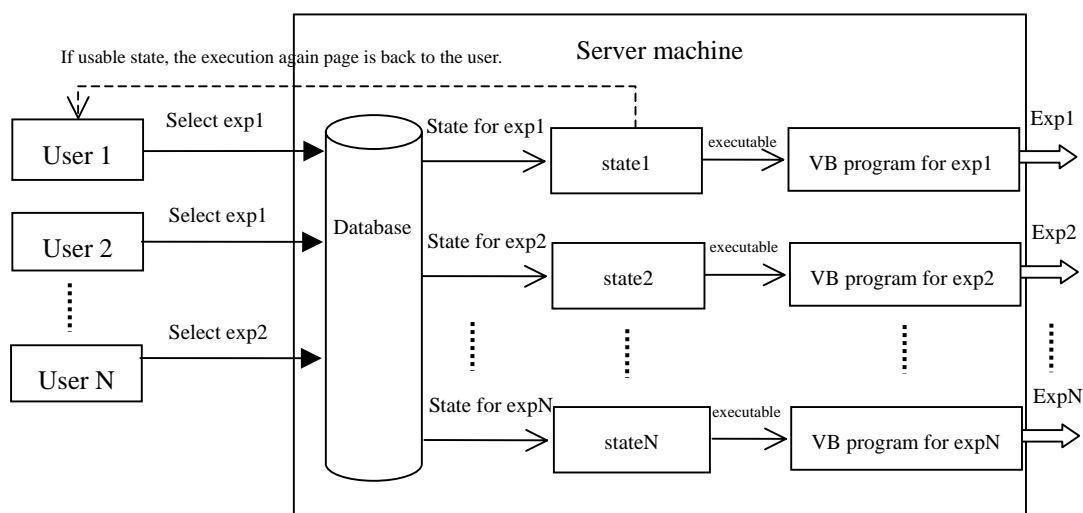 Server machine
If usable state, the execution again page is back to the user.
User 1
Select exp1
State for exp1
state1
executable
VB program for exp1
Exp1
User 2
Select exp1
Database
State for exp2
state2
executable
VB program for exp2
Exp2
User N
Select exp2
State for expN
stateN
executable
VB program for expN
ExpN